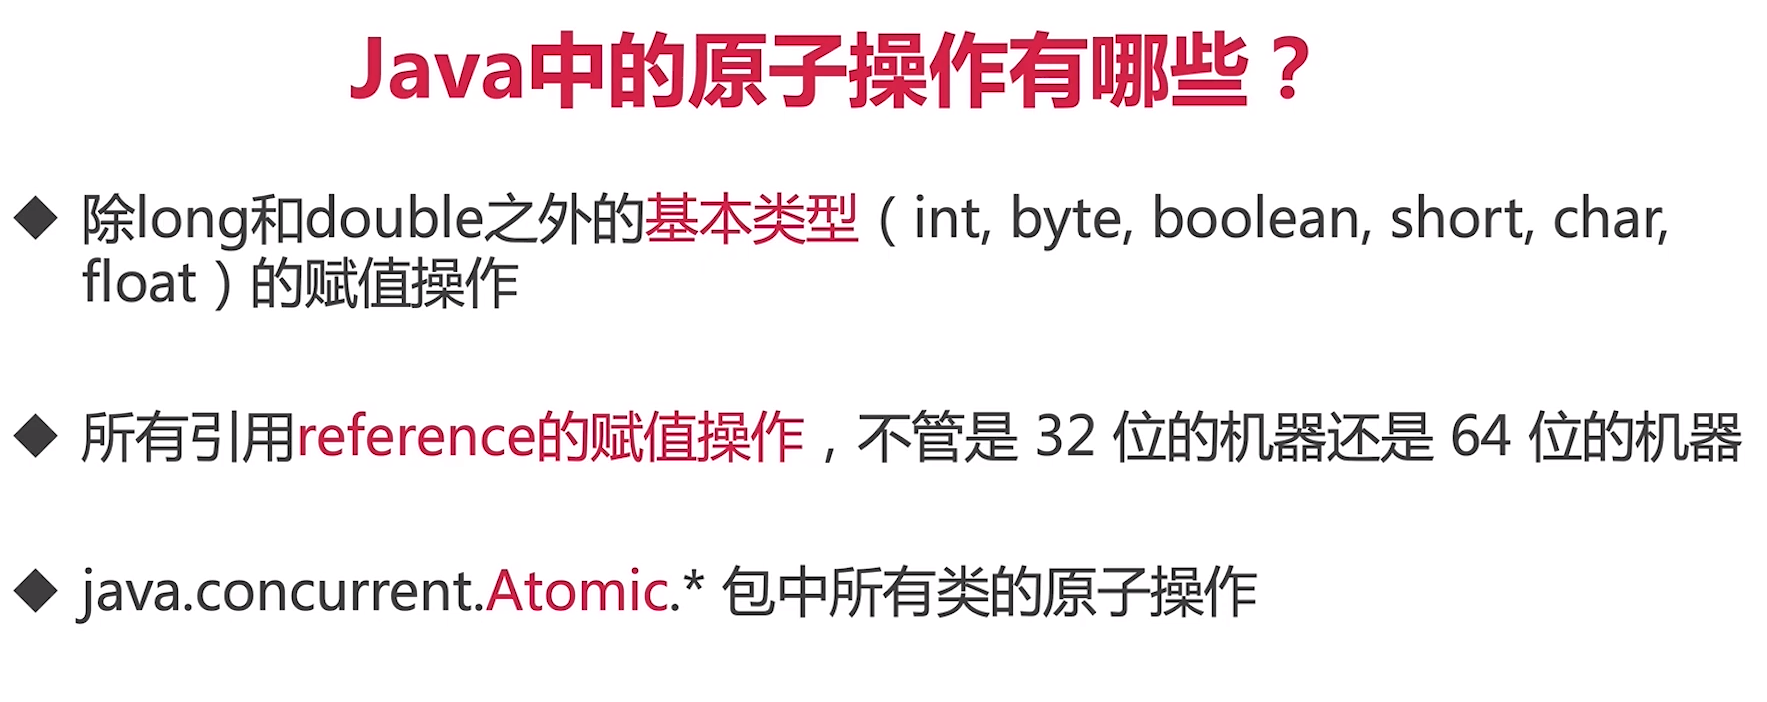 Java中的原子操作有哪些？
◆ 除long和double之外的基本类型（int, byte, boolean, short, char,
float）的赋值操作
◆ 所有引用reference的赋值操作，不管是 32 位的机器还是 64 位的机器
◆ java.concurrent.Atomic.* 包中所有类的原子操作